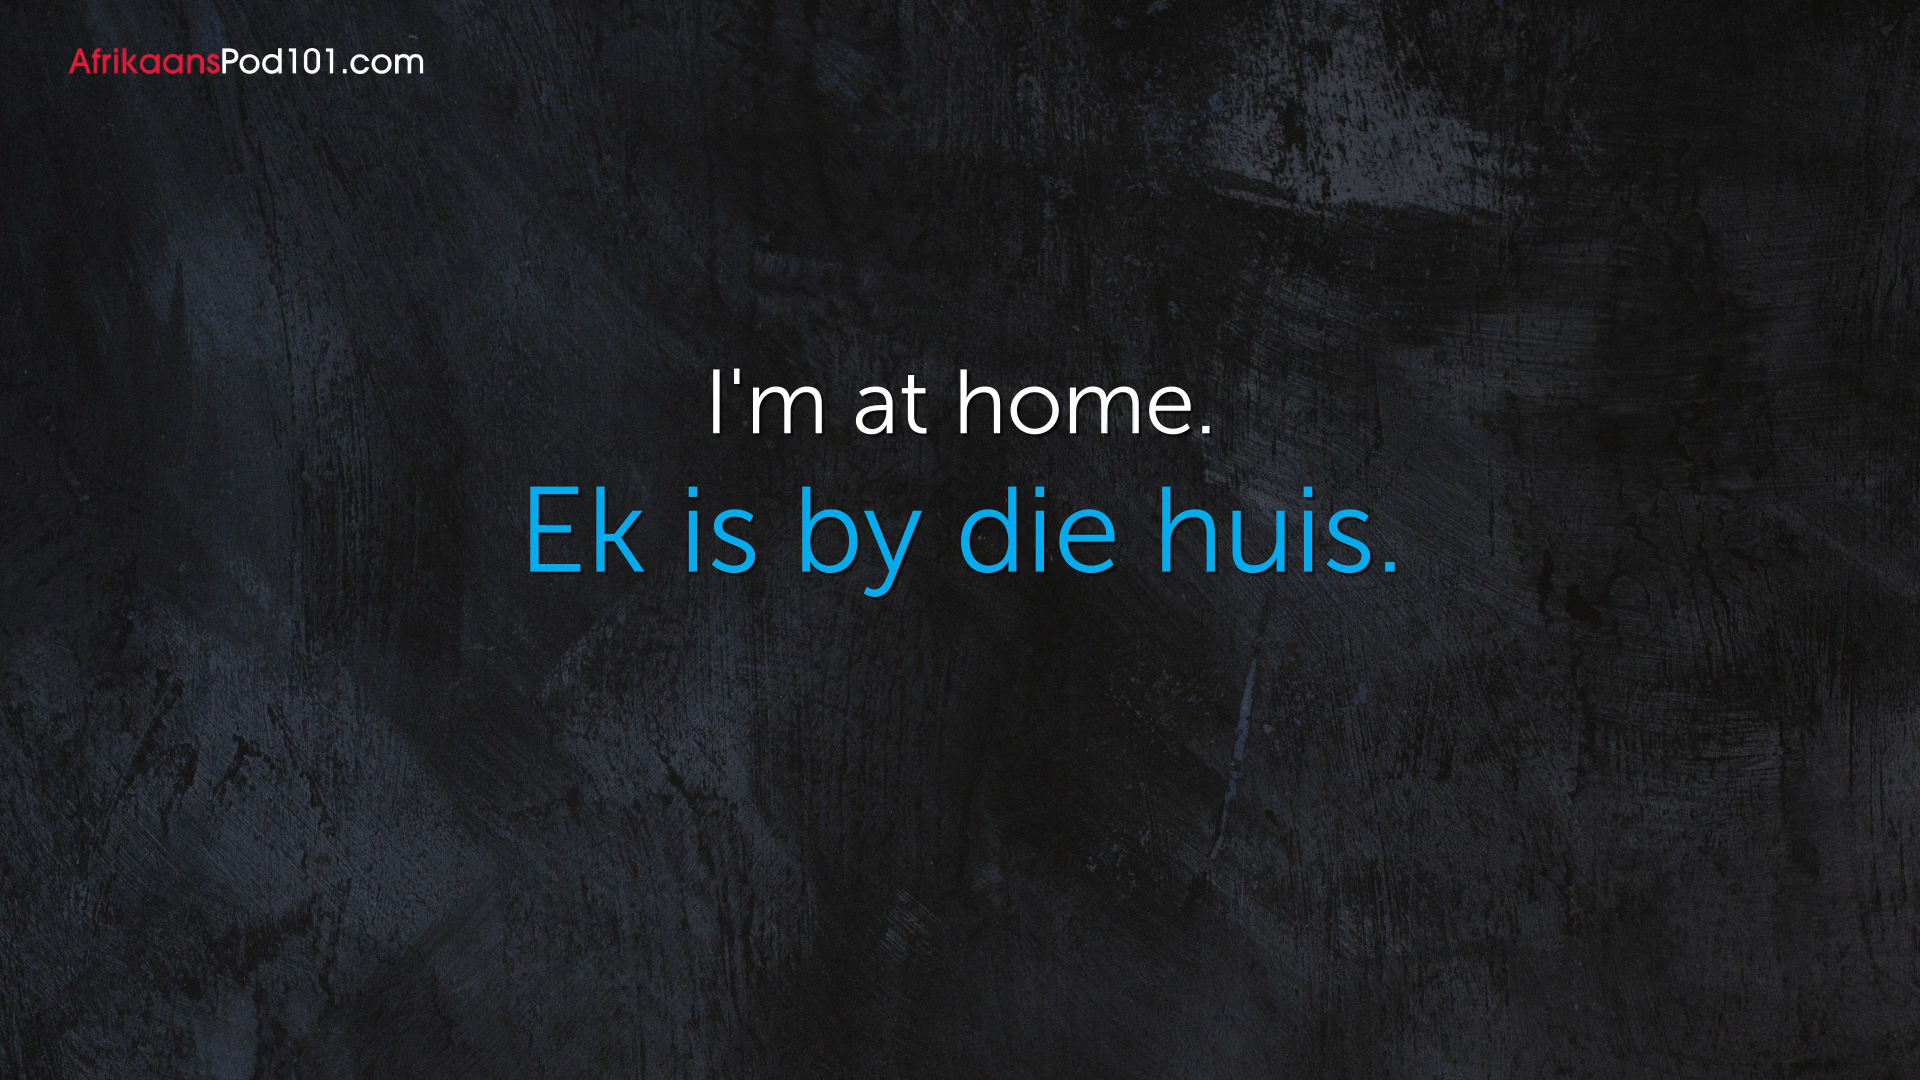 AfrikaansPod101.com
I'm at home.
Ek is by die huis.